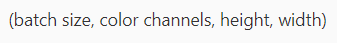 (batch size, color channels, height, width)